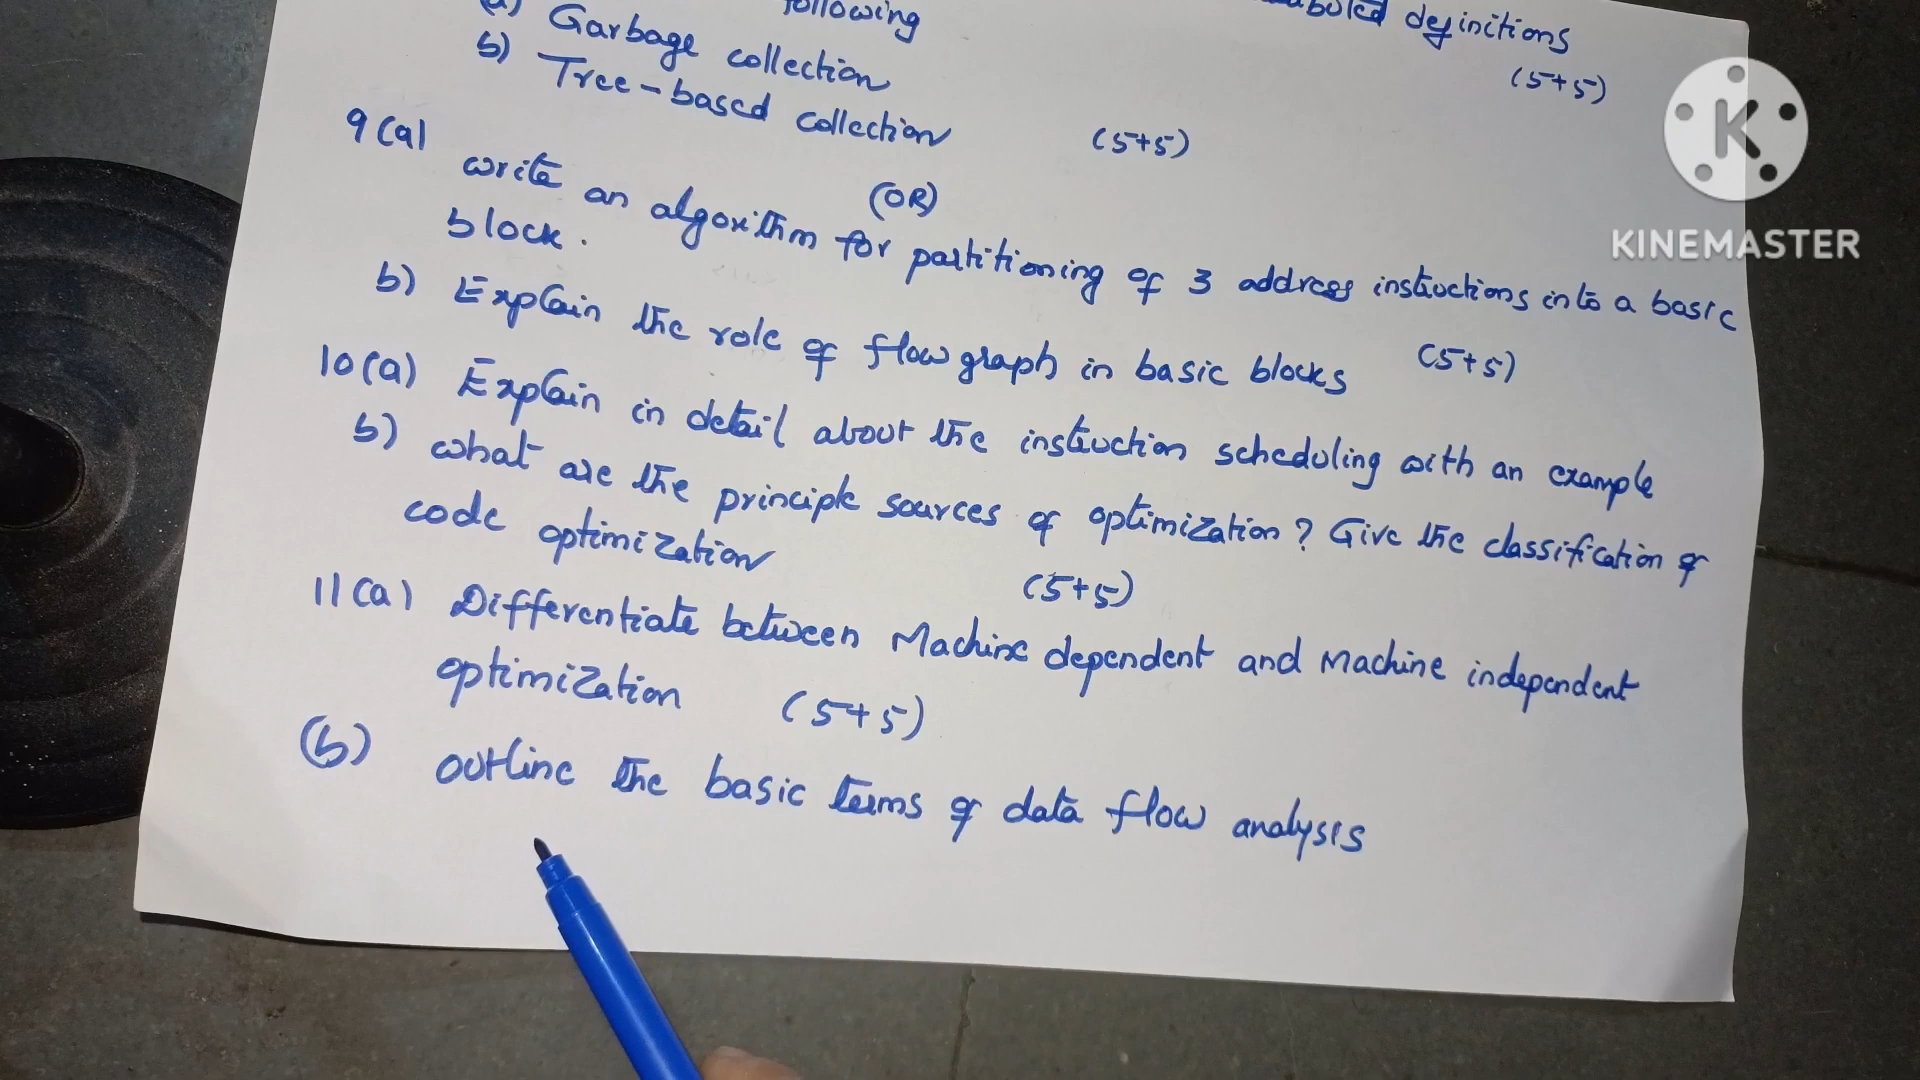 following definitions
(a) Garbage collection (5+5)
b) Tree-based collection (5+5)
(OR)
9(a) write an algorithm for partitioning of 3 address instructions into a basic
block.
b) Explain the role of flow graph in basic blocks (5+5)
10(a) Explain in detail about the instruction scheduling with an example
b) what are the principle sources of optimization? Give the classification of
code optimization (5+5)
11(a) Differentiate between Machine dependent and Machine independent
optimization (5+5)
(b) outline the basic terms of data flow analysis
K
KINEMASTER